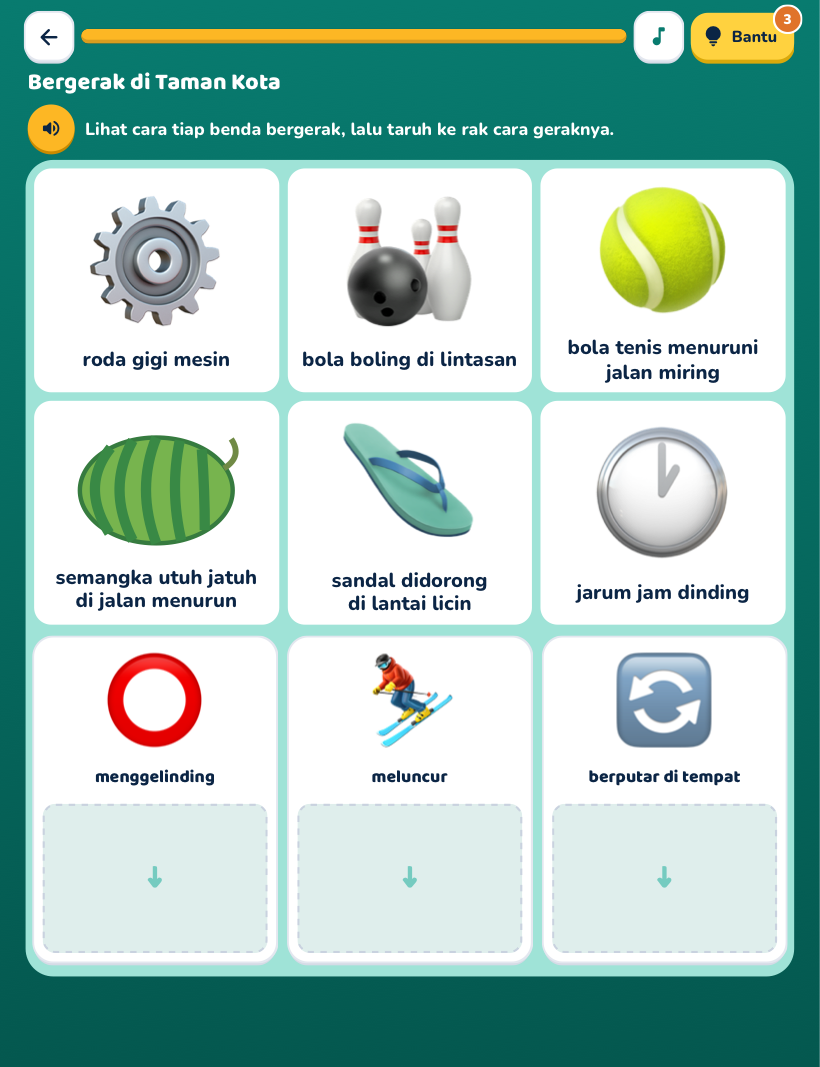 3
Bantu
Bergerak di Taman Kota
Lihat cara tiap benda bergerak, lalu taruh ke rak cara geraknya.
roda gigi mesin
bola boling di lintasan
bola tenis menuruni
jalan miring
semangka utuh jatuh
di jalan menurun
sandal didorong
di lantai licin
jarum jam dinding
menggelinding
meluncur
berputar di tempat